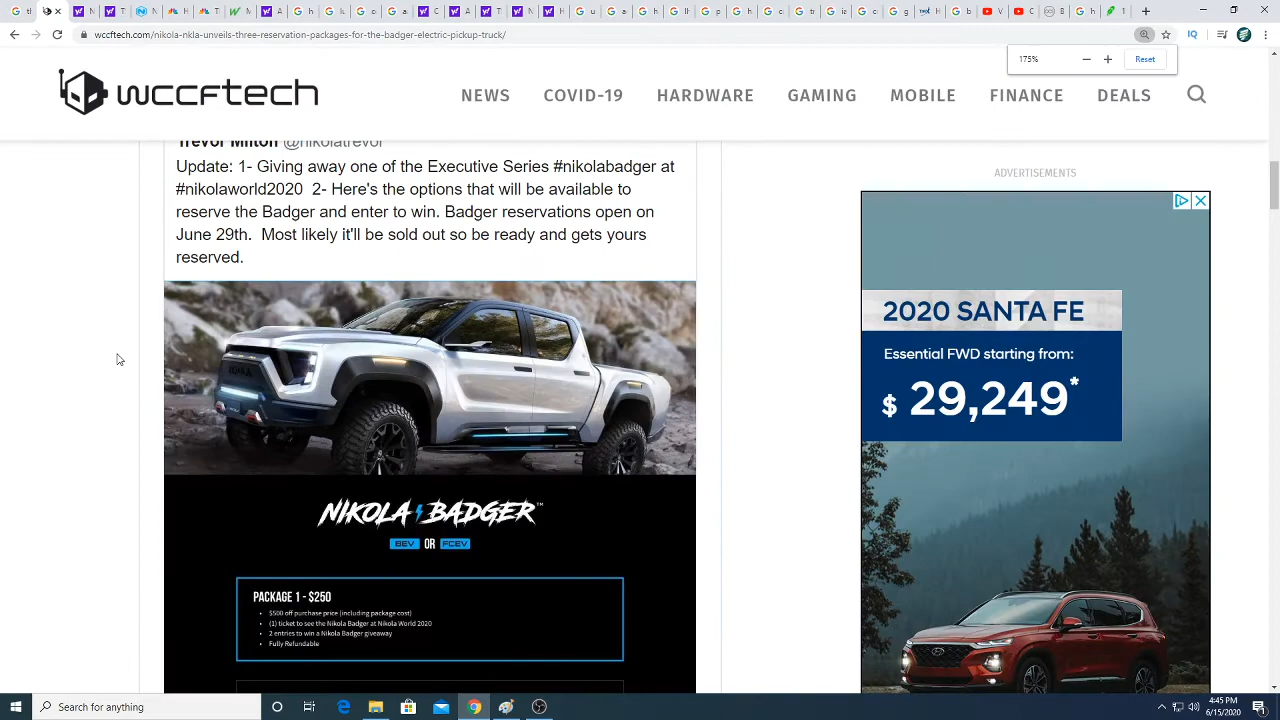 wccftech.com/nikola-nkla-unveils-three-reservation-packages-for-the-badger-electric-pickup-truck/
175%
Reset
wccftech
NEWS COVID-19 HARDWARE GAMING MOBILE FINANCE DEALS
Trevor Milton @nikolatrevor
Update: 1- Giving away one of the Executive Series #nikolabadger at
#nikolaworld2020 2- Here's the options that will be available to
reserve the Badger and enter to win. Badger reservations open on
June 29th. Most likely it'll be sold out so be ready and gets yours
reserved.
NIKOLA BADGER™
BEV OR FCEV
PACKAGE 1 - $250
• $500 off purchase price (including package cost)
• (1) ticket to see the Nikola Badger at Nikola World 2020
• 2 entries to win a Nikola Badger giveaway
• Fully Refundable
ADVERTISEMENTS
2020 SANTA FE
Essential FWD starting from:
$ 29,249*
Search for anything
4:45 PM
6/15/2020